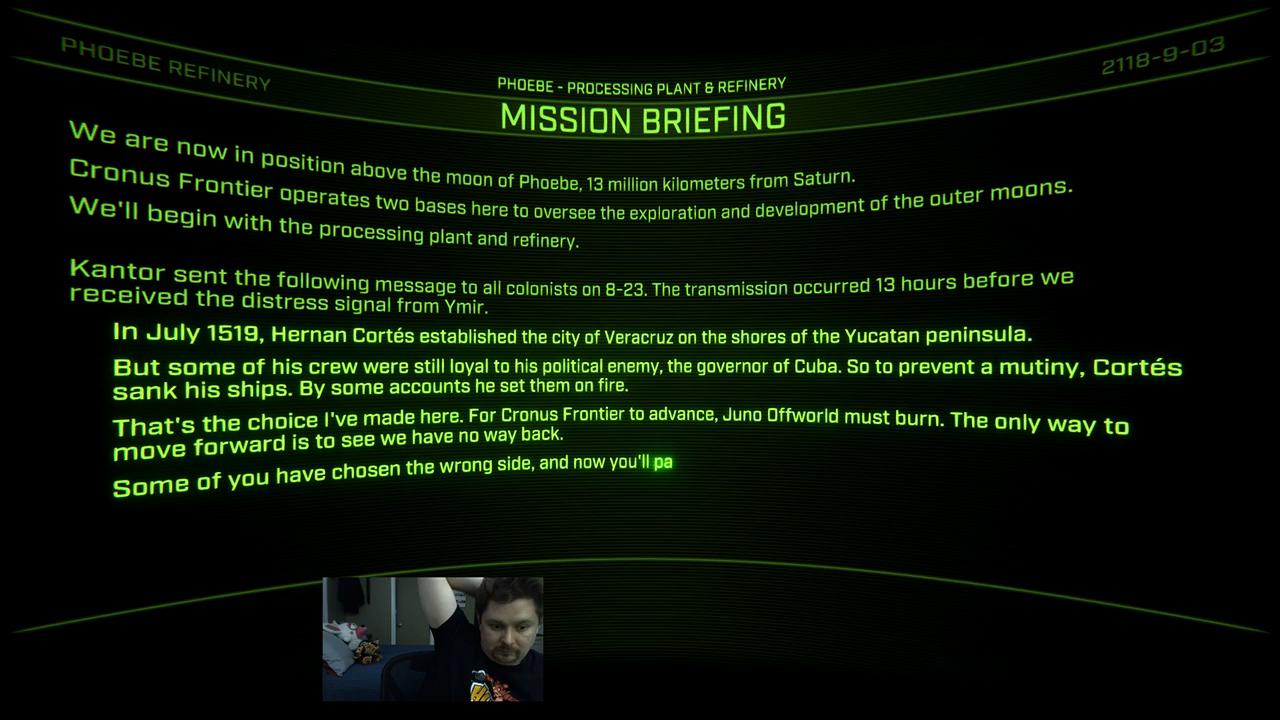 PHOEBE REFINERY
2118-9-03
PHOEBE - PROCESSING PLANT & REFINERY
MISSION BRIEFING
We are now in position above the moon of Phoebe, 13 million kilometers from Saturn.
Cronus Frontier operates two bases here to oversee the exploration and development of the outer moons.
We'll begin with the processing plant and refinery.
Kantor sent the following message to all colonists on 8-23. The transmission occurred 13 hours before we
received the distress signal from Ymir.
In July 1519, Hernan Cortés established the city of Veracruz on the shores of the Yucatan peninsula.
But some of his crew were still loyal to his political enemy, the governor of Cuba. So to prevent a mutiny, Cortés
sank his ships. By some accounts he set them on fire.
That's the choice I've made here. For Cronus Frontier to advance, Juno Offworld must burn. The only way to
move forward is to see we have no way back.
Some of you have chosen the wrong side, and now you'll pa